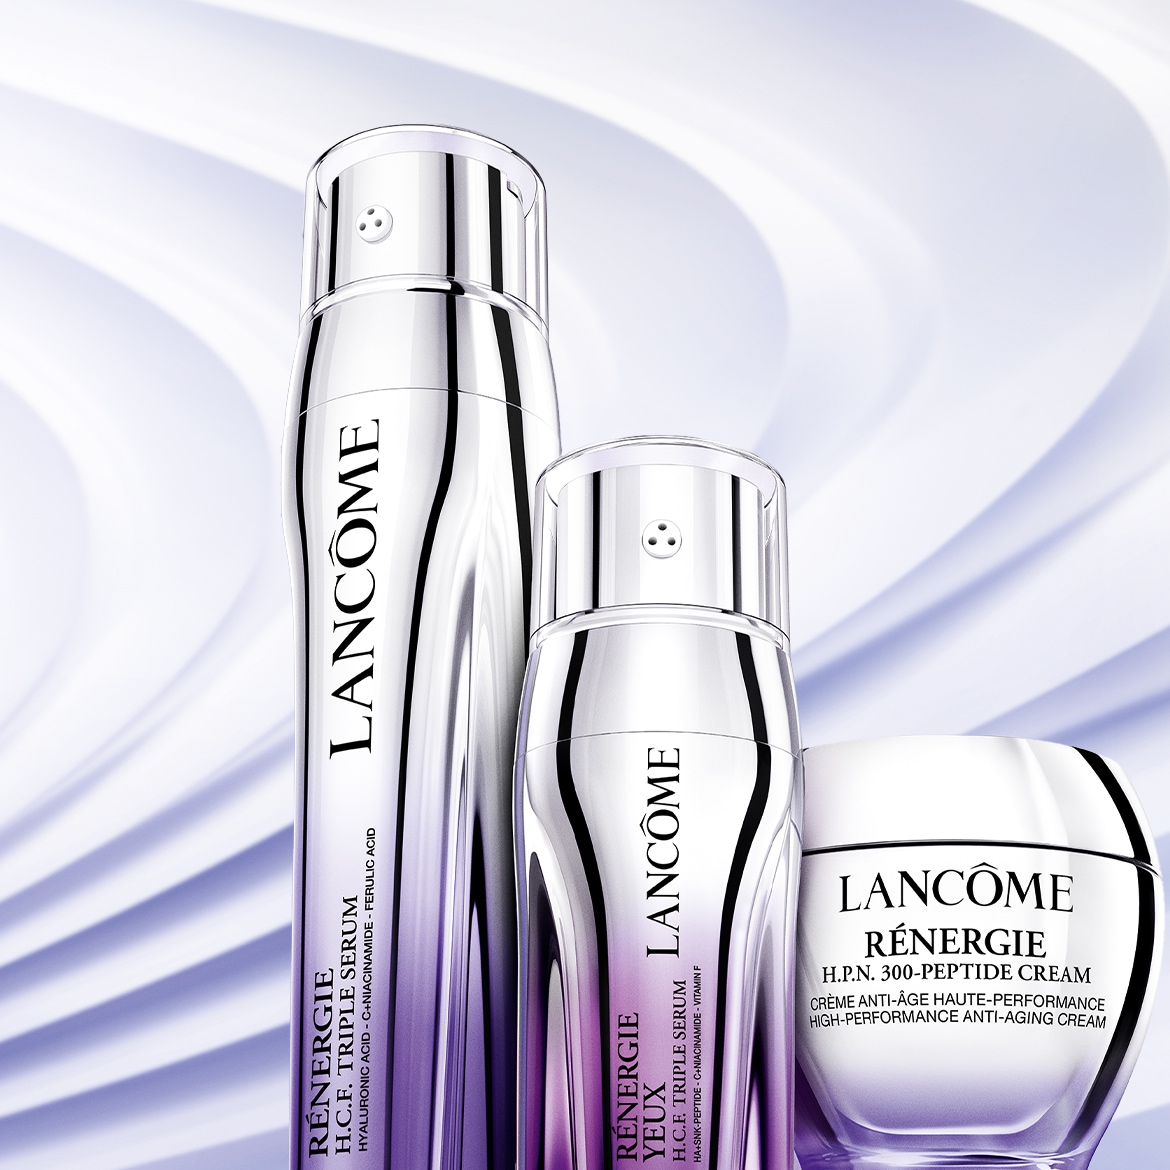 LANCÔME
RÉNERGIE
H.C.F. TRIPLE SERUM
HYALURONIC ACID - C+NIACINAMIDE - FERULIC ACID
LANCÔME
RÉNERGIE
YEUX
H.C.F. TRIPLE SERUM
HA+SNK-PEPTIDE - C+NIACINAMIDE - VITAMIN F
LANCÔME
RÉNERGIE
H.P.N. 300-PEPTIDE CREAM
CRÈME ANTI-ÂGE HAUTE-PERFORMANCE
HIGH-PERFORMANCE ANTI-AGING CREAM